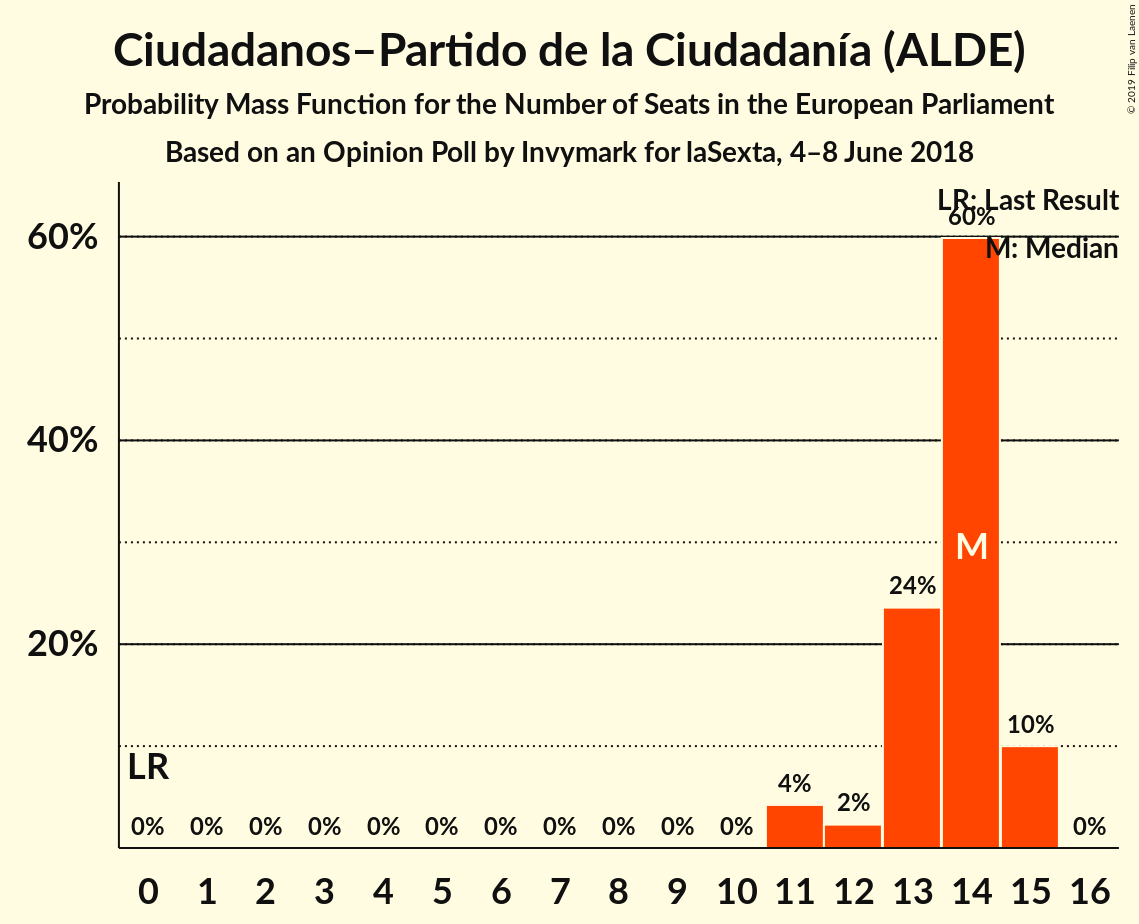 Ciudadanos–Partido de la Ciudadanía (ALDE)
Probability Mass Function for the Number of Seats in the European Parliament
Based on an Opinion Poll by Invymark for laSexta, 4–8 June 2018
© 2019 Filip van Laenen
LR: Last Result
M: Median
60%
40%
20%
60%
M
24%
10%
LR
4%
2%
0% 0% 0% 0% 0% 0% 0% 0% 0% 0% 0% 0%
0 1 2 3 4 5 6 7 8 9 10 11 12 13 14 15 16